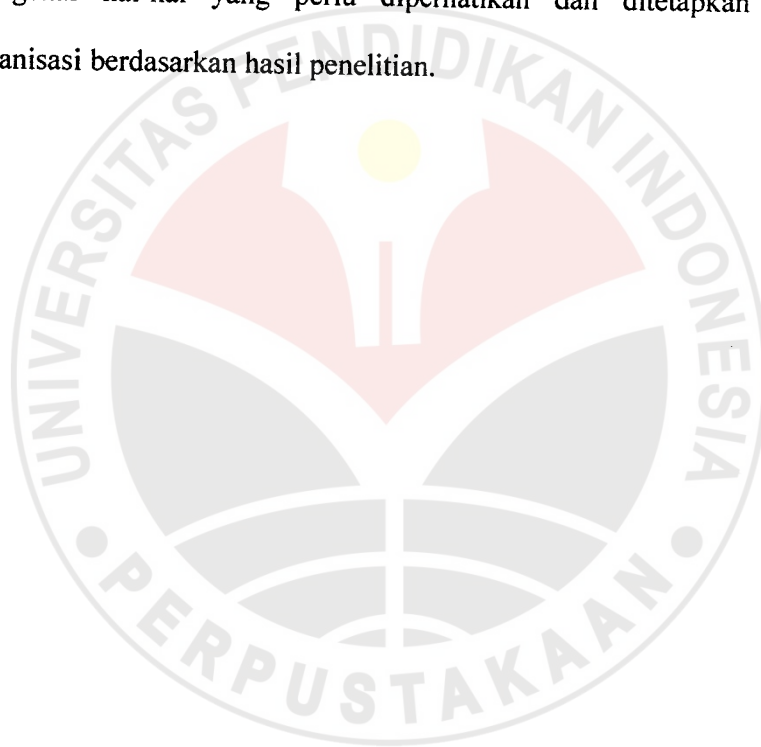 hal-hal yang perlu diperhatikan dan ditetapkan
anisasi berdasarkan hasil penelitian.
UNIVERSITAS PENDIDIKAN INDONESIA
PERPUSTAKAAN